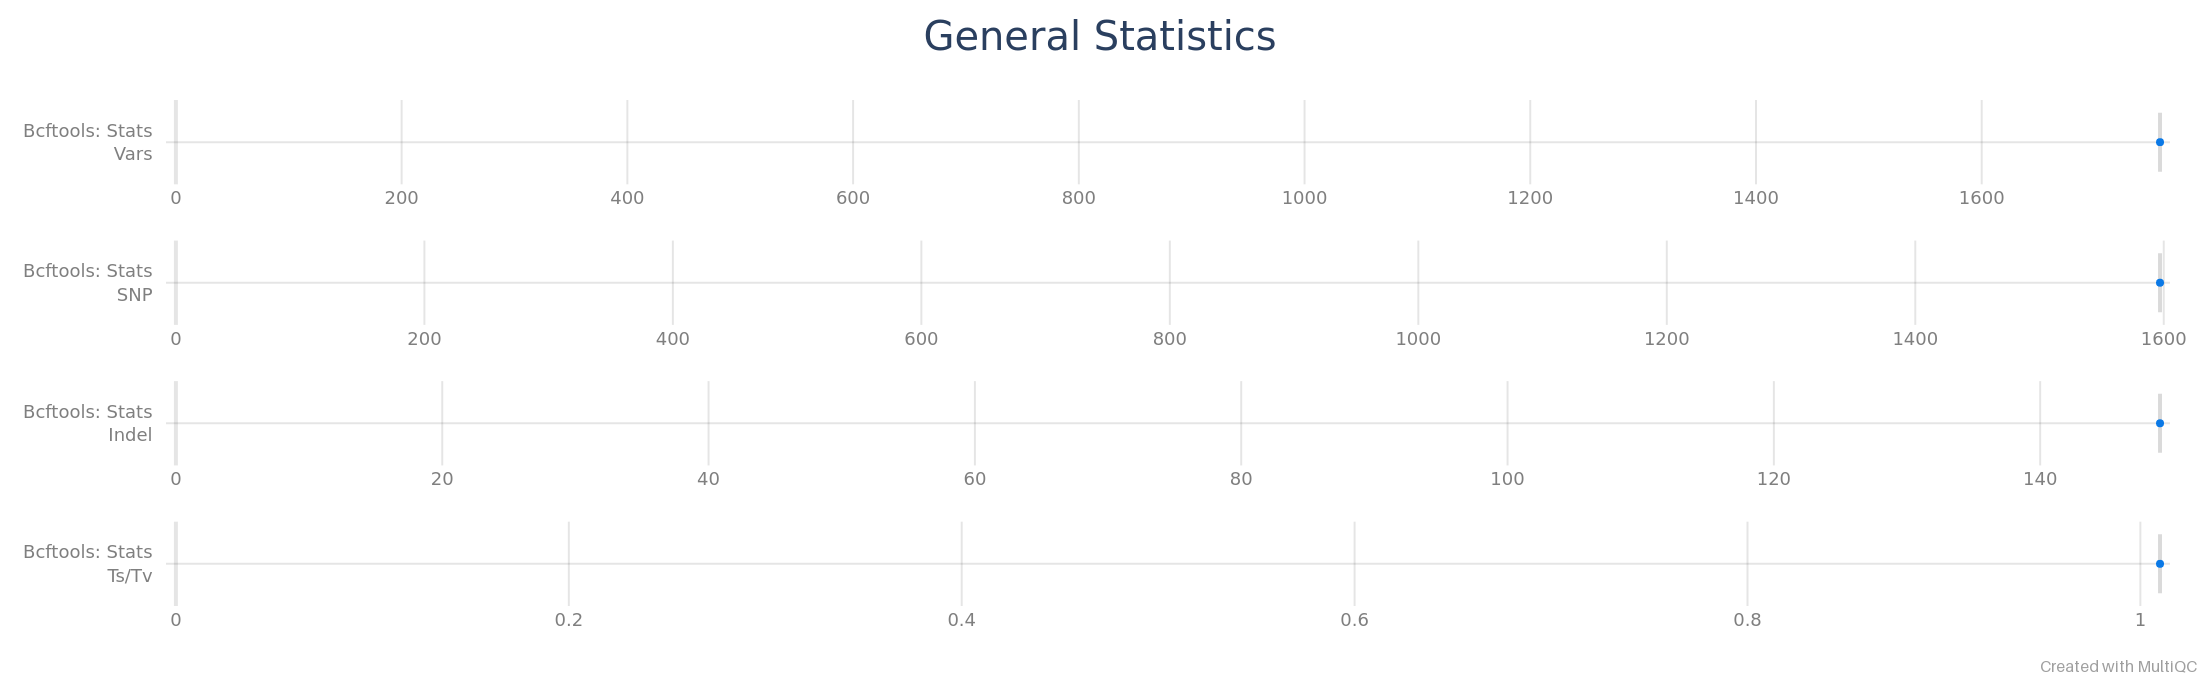 General Statistics
Bcftools: Stats
Vars
0 200 400 600 800 1000 1200 1400 1600
Bcftools: Stats
SNP
0 200 400 600 800 1000 1200 1400 1600
Bcftools: Stats
Indel
0 20 40 60 80 100 120 140
Bcftools: Stats
Ts/Tv
0 0.2 0.4 0.6 0.8 1
Created with MultiQC